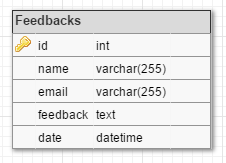 Feedbacks
id int
name varchar(255)
email varchar(255)
feedback text
date datetime